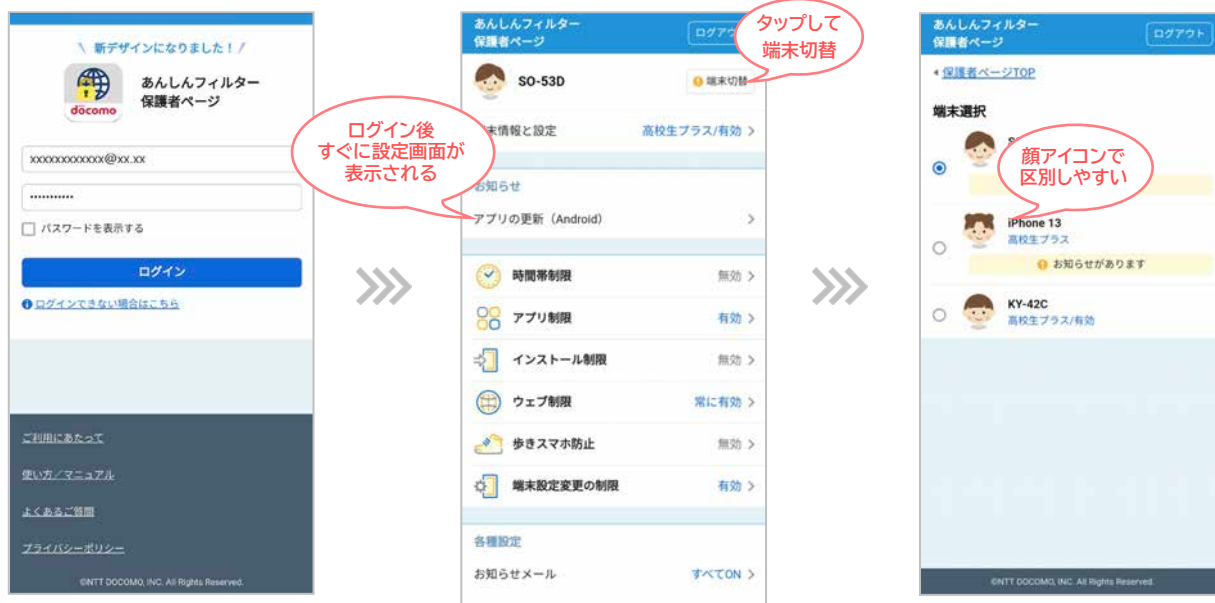 \ 新デザインになりました！ /
あんしんフィルター
保護者ページ
döcomo
xxxxxxxxxxxx@xx.xx
•••••••••••
パスワードを表示する
ログイン
ログインできない場合はこちら
ご利用にあたって
使い方／マニュアル
よくあるご質問
プライバシーポリシー
©NTT DOCOMO, INC. All Rights Reserved.
ログイン後
すぐに設定画面が
表示される
あんしんフィルター
保護者ページ
タップして
端末切替
SO-53D
端末切替
末情報と設定
高校生プラス/有効
お知らせ
アプリの更新（Android）
時間帯制限
無効
アプリ制限
有効
インストール制限
無効
ウェブ制限
常に有効
歩きスマホ防止
無効
端末設定変更の制限
有効
各種設定
お知らせメール
すべてON
あんしんフィルター
保護者ページ
ログアウト
保護者ページTOP
端末選択
顔アイコンで
区別しやすい
iPhone 13
高校生プラス
お知らせがあります
KY-42C
高校生プラス/有効
©NTT DOCOMO, INC. All Rights Reserved.